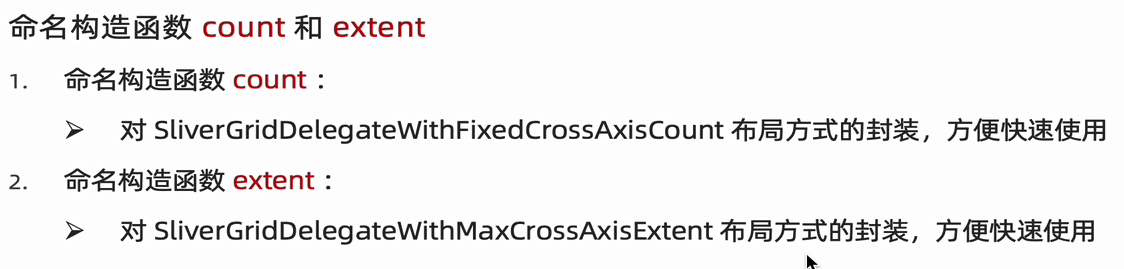 命名构造函数 count 和 extent
1. 命名构造函数 count：
➢ 对 SliverGridDelegateWithFixedCrossAxisCount 布局方式的封装，方便快速使用
2. 命名构造函数 extent：
➢ 对 SliverGridDelegateWithMaxCrossAxisExtent 布局方式的封装，方便快速使用